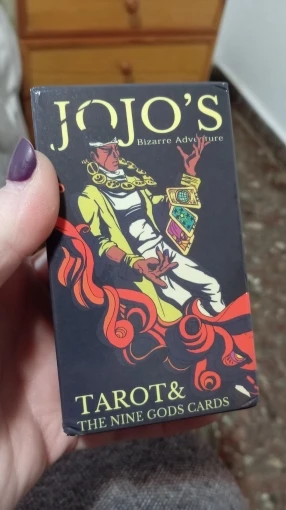 JOJO'S
Bizarre Adventure
TAROT&
THE NINE GODS CARDS